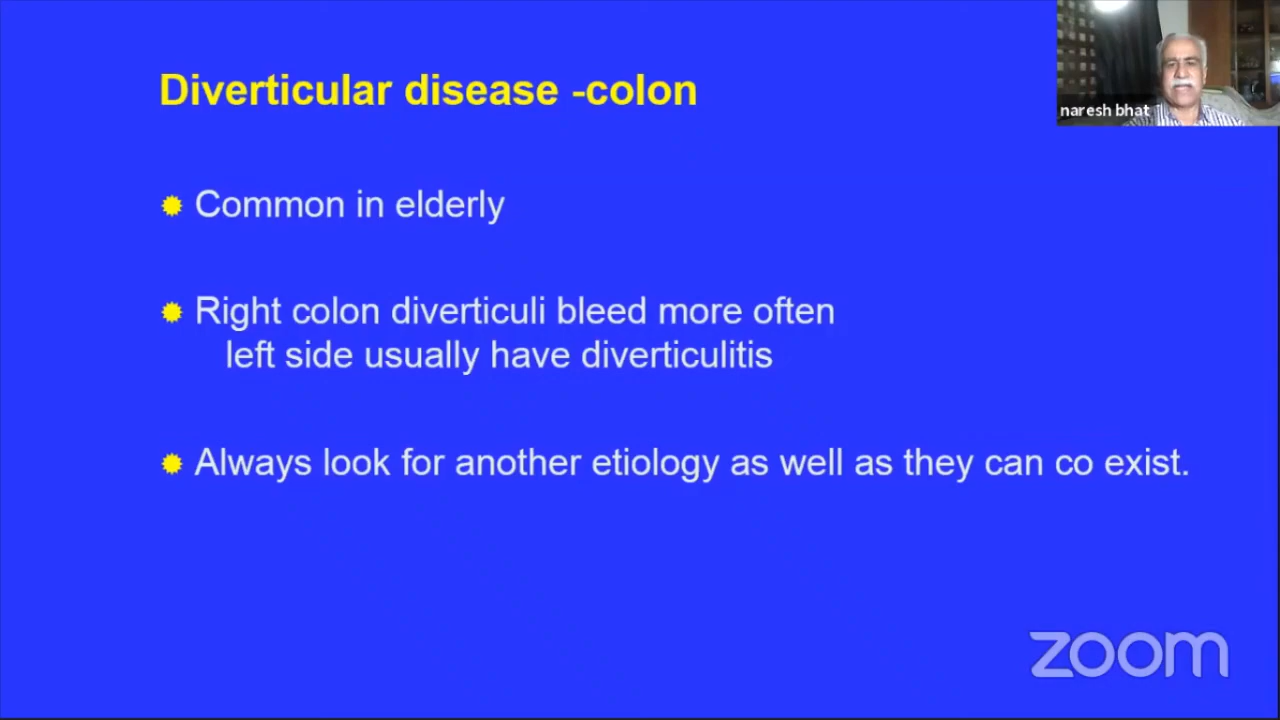 Diverticular disease -colon
naresh bhat
Common in elderly
Right colon diverticuli bleed more often
left side usually have diverticulitis
Always look for another etiology as well as they can co exist.
zoom